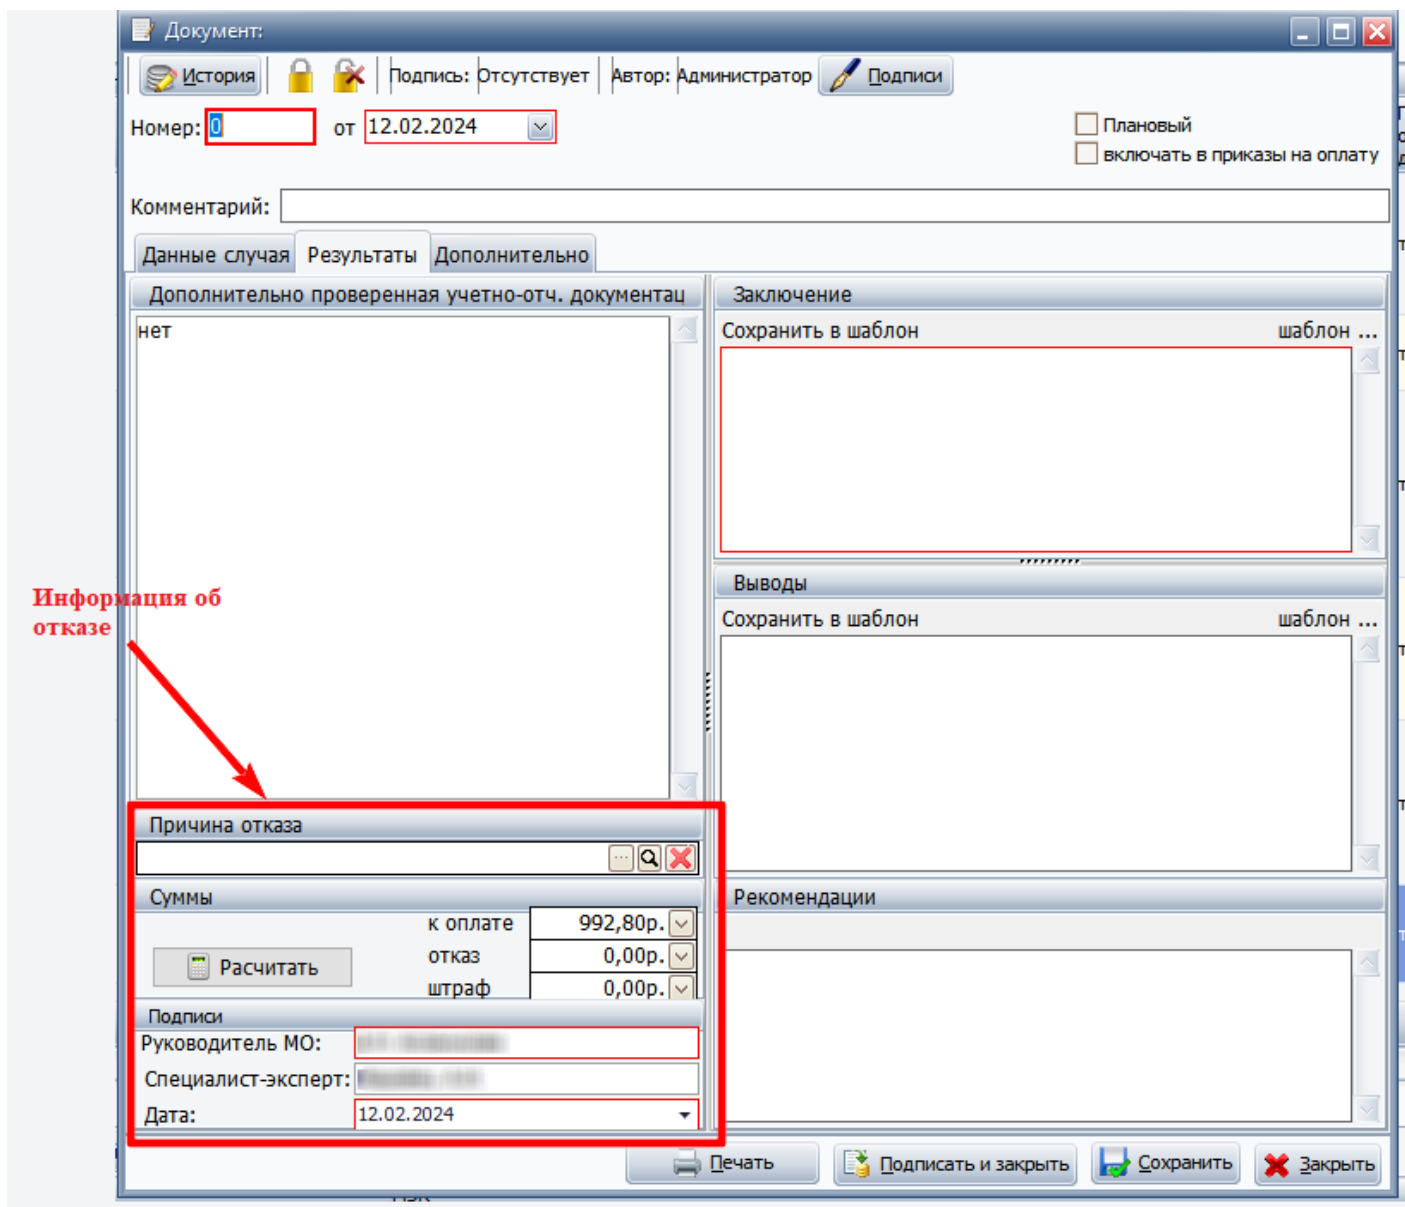 Документ:
История Подпись: Отсутствует Автор: Администратор Подписи
Номер: 0 от 12.02.2024
Плановый
включать в приказы на оплату
Комментарий:
Данные случая Результаты Дополнительно
Дополнительно проверенная учетно-отч. документац
нет
Заключение
Сохранить в шаблон шаблон ...
Выводы
Сохранить в шаблон шаблон ...
Информация об
отказе
Причина отказа
...
Суммы
к оплате 992,80р.
Расчитать
отказ 0,00р.
штраф 0,00р.
Подписи
Руководитель МО:
Специалист-эксперт:
Дата: 12.02.2024
Рекомендации
Печать Подписать и закрыть Сохранить Закрыть